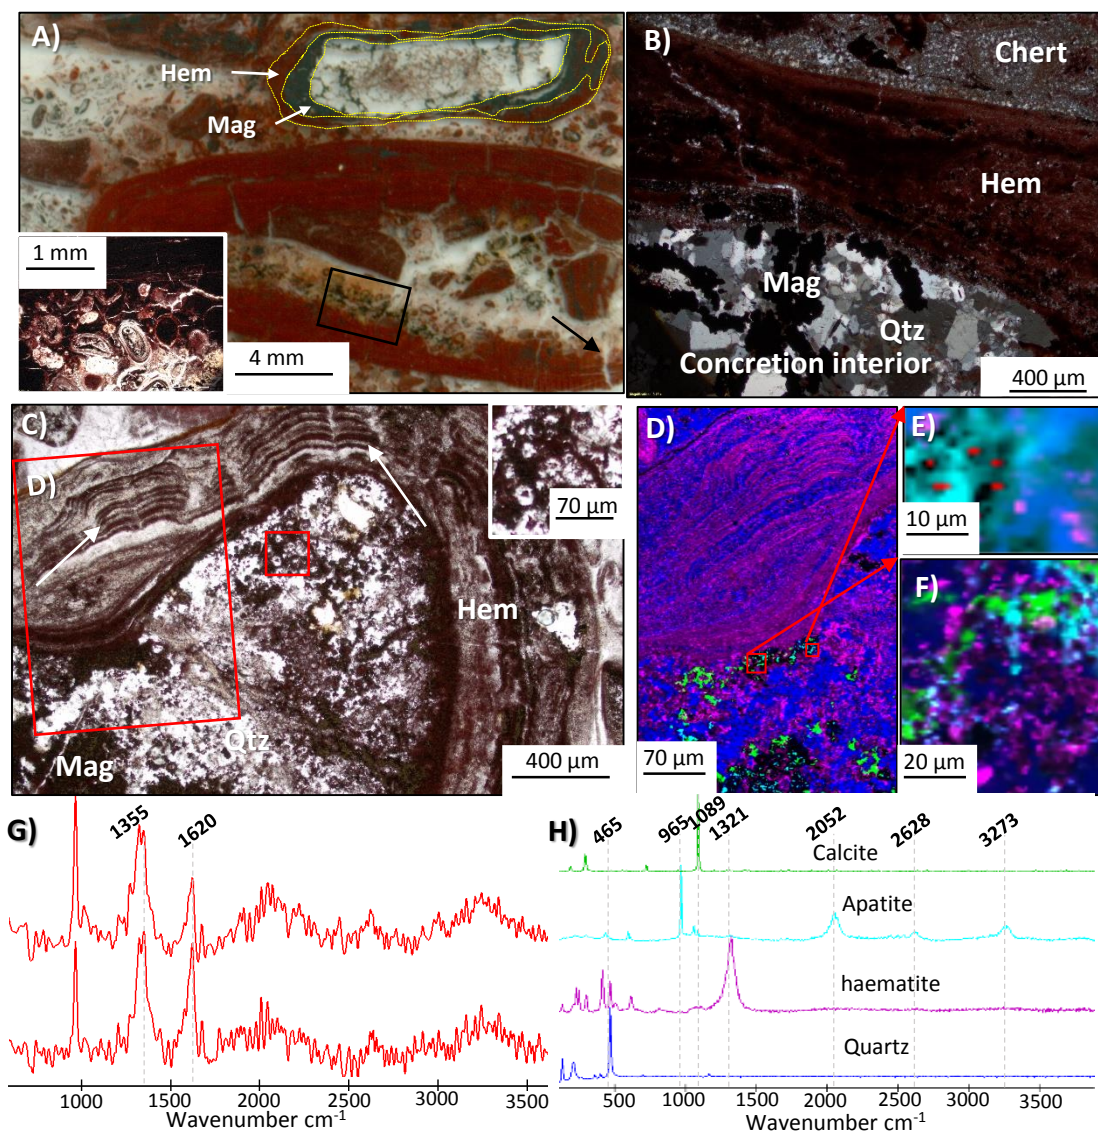 A)
Hem
Mag
1 mm
4 mm
B)
Chert
Hem
Mag
Qtz
Concretion interior
400 µm
C)
D)
70 µm
Hem
Qtz
Mag
400 µm
D)
70 µm
E)
10 µm
F)
20 µm
G)
1355
1620
1000 1500 2000 2500 3000 3500
Wavenumber cm-1
H)
465 965 1089 1321 2052 2628 3273
Calcite
Apatite
haematite
Quartz
500 1000 1500 2000 2500 3000 3500
Wavenumber cm-1